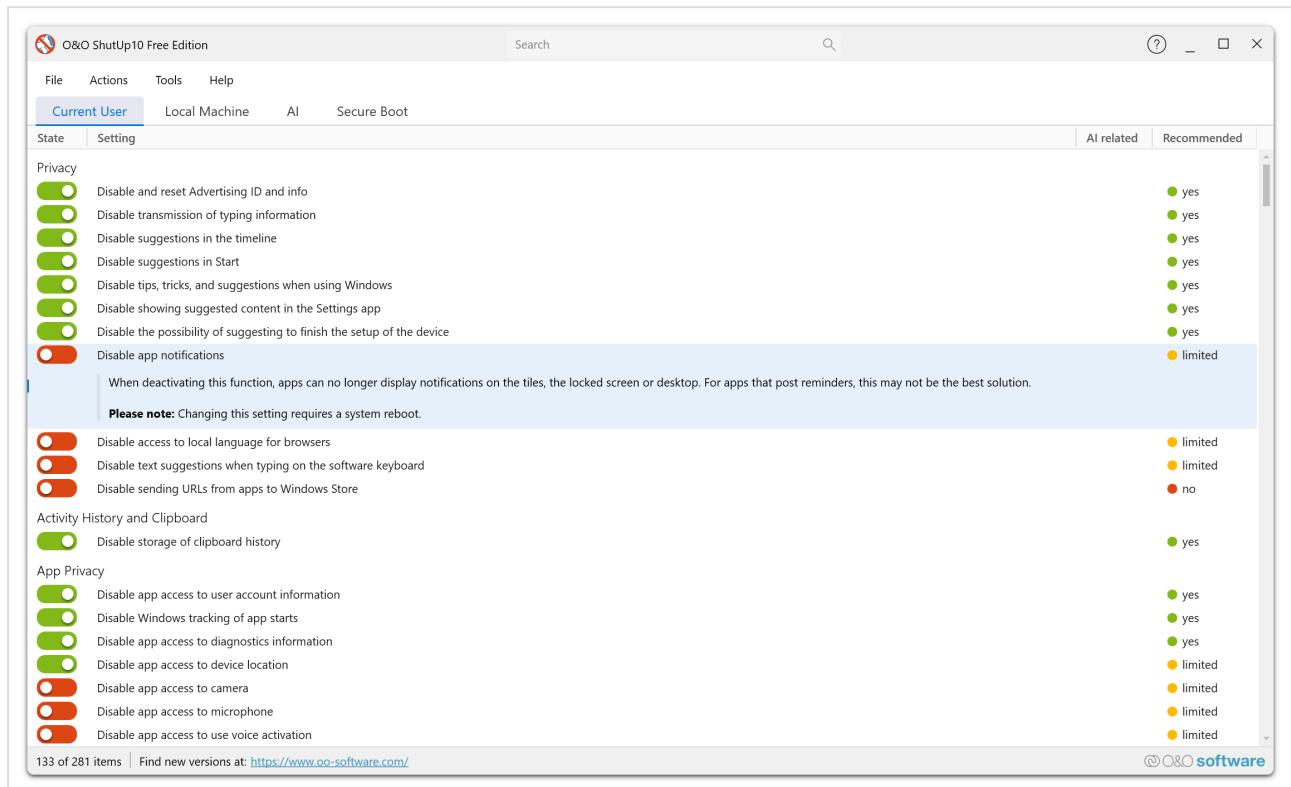 O&O ShutUp10 Free Edition Search ?
File Actions Tools Help
Current User Local Machine AI Secure Boot
State Setting AI related Recommended
Privacy
Disable and reset Advertising ID and info yes
Disable transmission of typing information yes
Disable suggestions in the timeline yes
Disable suggestions in Start yes
Disable tips, tricks, and suggestions when using Windows yes
Disable showing suggested content in the Settings app yes
Disable the possibility of suggesting to finish the setup of the device yes
Disable app notifications limited
When deactivating this function, apps can no longer display notifications on the tiles, the locked screen or desktop. For apps that post reminders, this may not be the best solution.
Please note: Changing this setting requires a system reboot.
Disable access to local language for browsers limited
Disable text suggestions when typing on the software keyboard limited
Disable sending URLs from apps to Windows Store no
Activity History and Clipboard
Disable storage of clipboard history yes
App Privacy
Disable app access to user account information yes
Disable Windows tracking of app starts yes
Disable app access to diagnostics information yes
Disable app access to device location limited
Disable app access to camera limited
Disable app access to microphone limited
Disable app access to use voice activation limited
133 of 281 items Find new versions at: https://www.oo-software.com/ O&O software